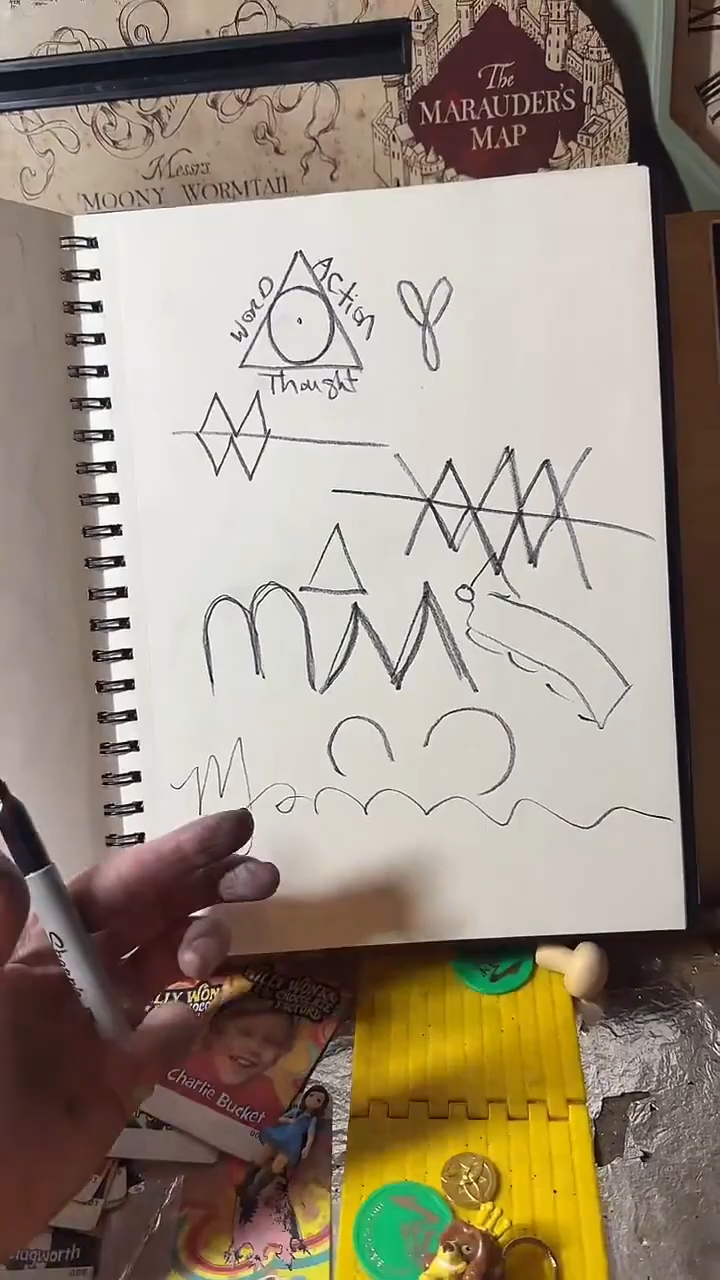 The
MARAUDER'S
MAP
Messrs
MOONY WORMTAIL
WORD
ACTION
Thought
Charlie Bucket